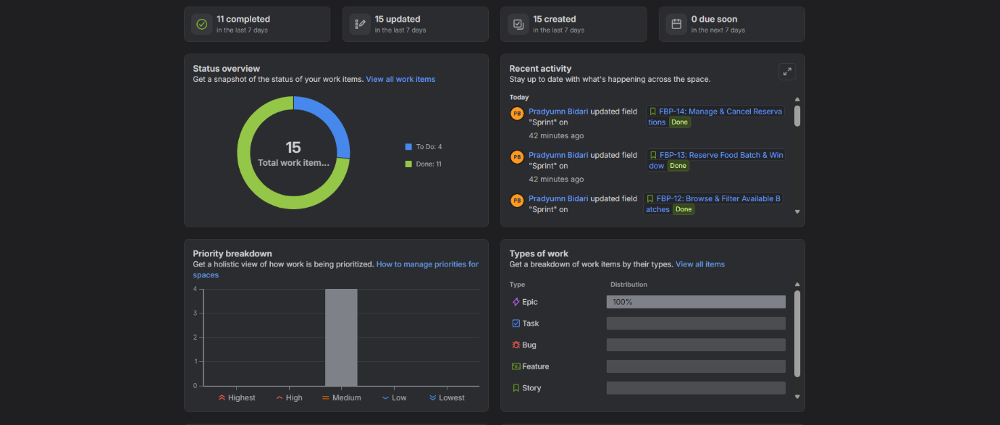 11 completed
in the last 7 days
15 updated
in the last 7 days
15 created
in the last 7 days
0 due soon
in the next 7 days
Status overview
Get a snapshot of the status of your work items. View all work items
15
Total work item...
To Do: 4
Done: 11
Recent activity
Stay up to date with what's happening across the space.
Today
PB
Pradyumn Bidari updated field
"Sprint" on
42 minutes ago
FBP-14: Manage & Cancel Reserva
tions Done
PB
Pradyumn Bidari updated field
"Sprint" on
42 minutes ago
FBP-13: Reserve Food Batch & Win
dow Done
PB
Pradyumn Bidari updated field
"Sprint" on
FBP-12: Browse & Filter Available B
atches Done
Priority breakdown
Get a holistic view of how work is being prioritized. How to manage priorities for
spaces
4
3
2
1
0
Highest
High
Medium
Low
Lowest
Types of work
Get a breakdown of work items by their types. View all items
Type Distribution
Epic 100%
Task
Bug
Feature
Story